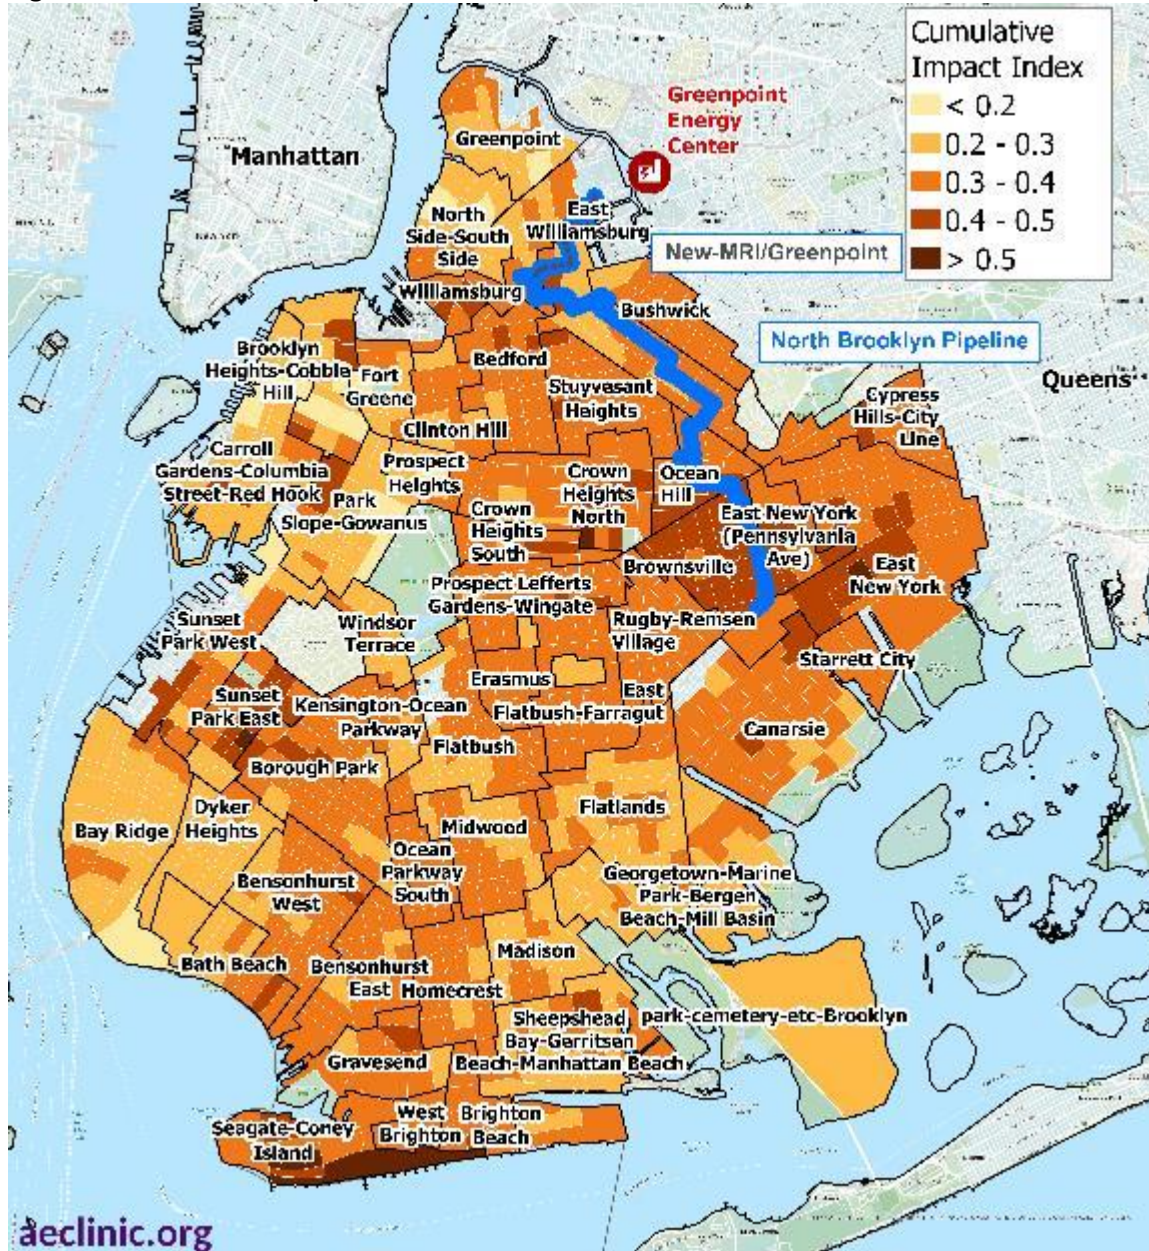 Cumulative
Impact Index
< 0.2
0.2 - 0.3
0.3 - 0.4
0.4 - 0.5
> 0.5
Greenpoint
Energy
Center
Manhattan
Greenpoint
North
Side-South
Side
East
Williamsburg
New-MRI/Greenpoint
Williamsburg
Bushwick
North Brooklyn Pipeline
Queens
Brooklyn
Heights-Cobble
Hill
Fort
Greene
Bedford
Stuyvesant
Heights
Cypress
Hills-City
Line
Clinton Hill
Carroll
Gardens-Columbia
Street-Red Hook
Prospect
Heights
Park
Slope-Gowanus
Crown
Heights
North
Ocean
Hill
Crown
Heights
South
East New York
(Pennsylvania
Ave)
Brownsville
East
New York
Prospect Lefferts
Gardens-Wingate
Sunset
Park West
Windsor
Terrace
Rugby-Remsen
Village
Starrett City
Erasmus
East
Flatbush-Farragut
Sunset
Park East
Kensington-Ocean
Parkway
Flatbush
Canarsie
Borough Park
Bay Ridge
Dyker
Heights
Midwood
Flatlands
Ocean
Parkway
South
Bensonhurst
West
Georgetown-Marine
Park-Bergen
Beach-Mill Basin
Madison
Bath Beach
Bensonhurst
East
Homecrest
Sheepshead
Bay-Gerritsen
Beach-Manhattan Beach
park-cemetery-etc-Brooklyn
Gravesend
Seagate-Coney
Island
West
Brighton
Brighton
Beach
aeclinic.org